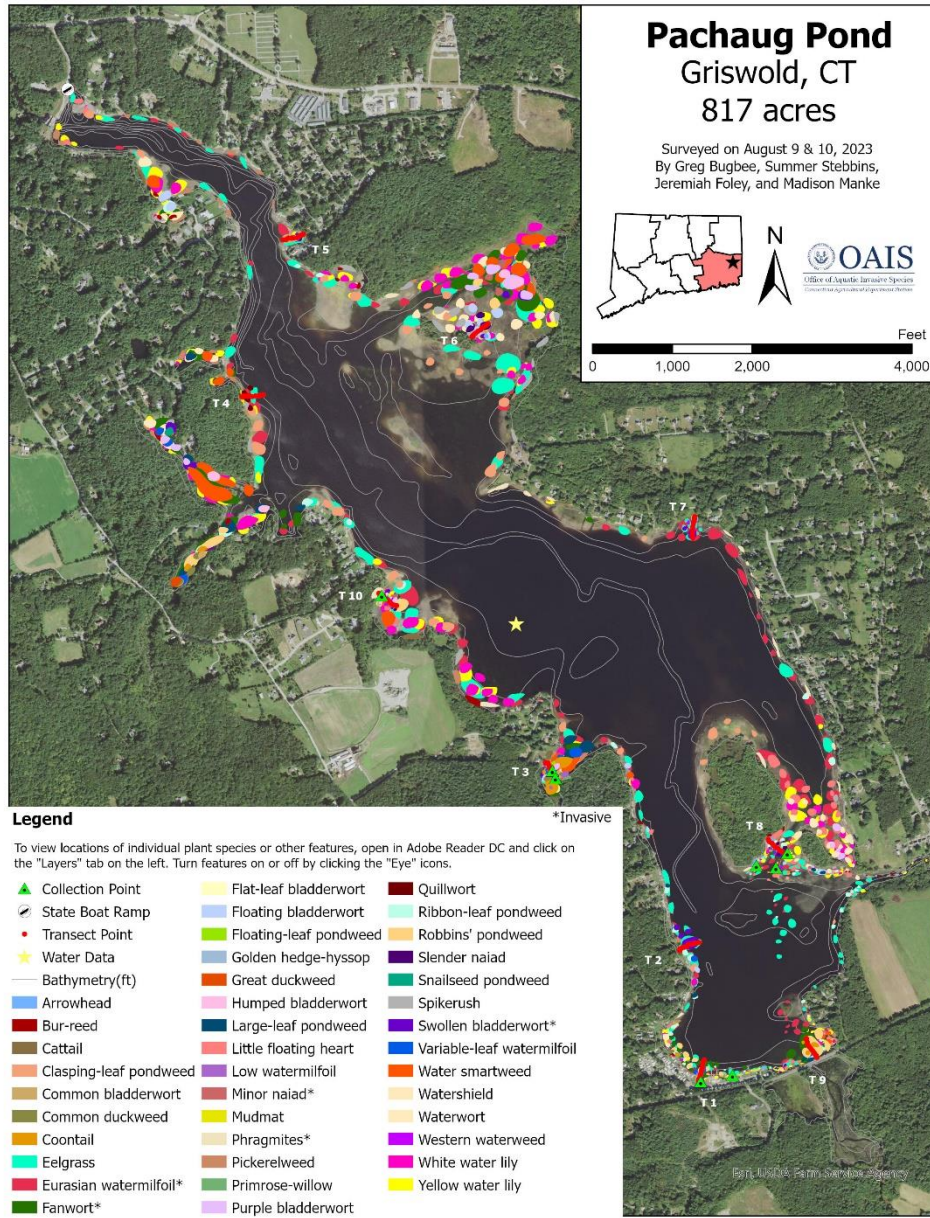 Pachaug Pond
Griswold, CT
817 acres
Surveyed on August 9 & 10, 2023
By Greg Bugbee, Summer Stebbins,
Jeremiah Foley, and Madison Manke
N
OAIS
Office of Aquatic Invasive Species
Connecticut Agricultural Experiment Station
Feet
0 1,000 2,000 4,000
T 5
T 6
T 4
T 7
T 10
T 3
T 8
T 2
T 1
T 9
Legend
*Invasive
To view locations of individual plant species or other features, open in Adobe Reader DC and click on
the "Layers" tab on the left. Turn features on or off by clicking the "Eye" icons.
Collection Point
State Boat Ramp
Transect Point
Water Data
Bathymetry(ft)
Arrowhead
Bur-reed
Cattail
Clasping-leaf pondweed
Common bladderwort
Common duckweed
Coontail
Eelgrass
Eurasian watermilfoil*
Fanwort*
Flat-leaf bladderwort
Floating bladderwort
Floating-leaf pondweed
Golden hedge-hyssop
Great duckweed
Humped bladderwort
Large-leaf pondweed
Little floating heart
Low watermilfoil
Minor naiad*
Mudmat
Phragmites*
Pickerelweed
Primrose-willow
Purple bladderwort
Quillwort
Ribbon-leaf pondweed
Robbins' pondweed
Slender naiad
Snailseed pondweed
Spikerush
Swollen bladderwort*
Variable-leaf watermilfoil
Water smartweed
Watershield
Waterwort
Western waterweed
White water lily
Yellow water lily
Esri, USDA Farm Service Agency